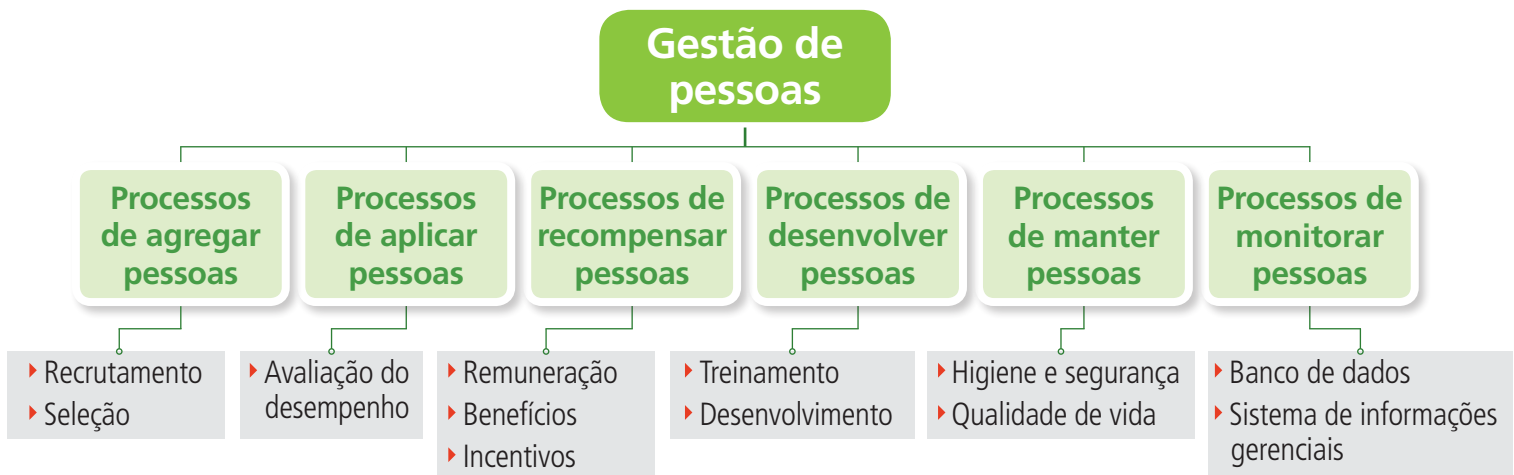 Gestão de
pessoas
Processos
de agregar
pessoas
Processos
de aplicar
pessoas
Processos de
recompensar
pessoas
Processos de
desenvolver
pessoas
Processos
de manter
pessoas
Processos de
monitorar
pessoas
Recrutamento
Seleção
Avaliação do
desempenho
Remuneração
Benefícios
Incentivos
Treinamento
Desenvolvimento
Higiene e segurança
Qualidade de vida
Banco de dados
Sistema de informações
gerenciais